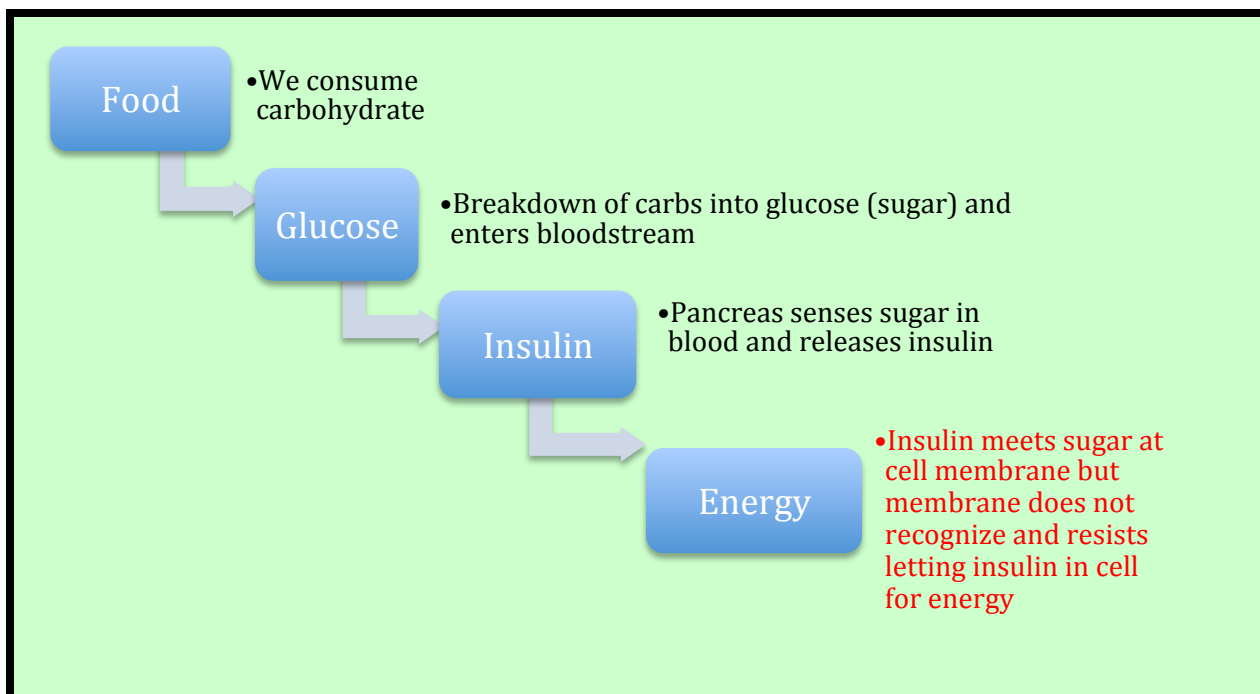 Food
•We consume
carbohydrate
Glucose
•Breakdown of carbs into glucose (sugar) and
enters bloodstream
Insulin
•Pancreas senses sugar in
blood and releases insulin
Energy
•Insulin meets sugar at
cell membrane but
membrane does not
recognize and resists
letting insulin in cell
for energy